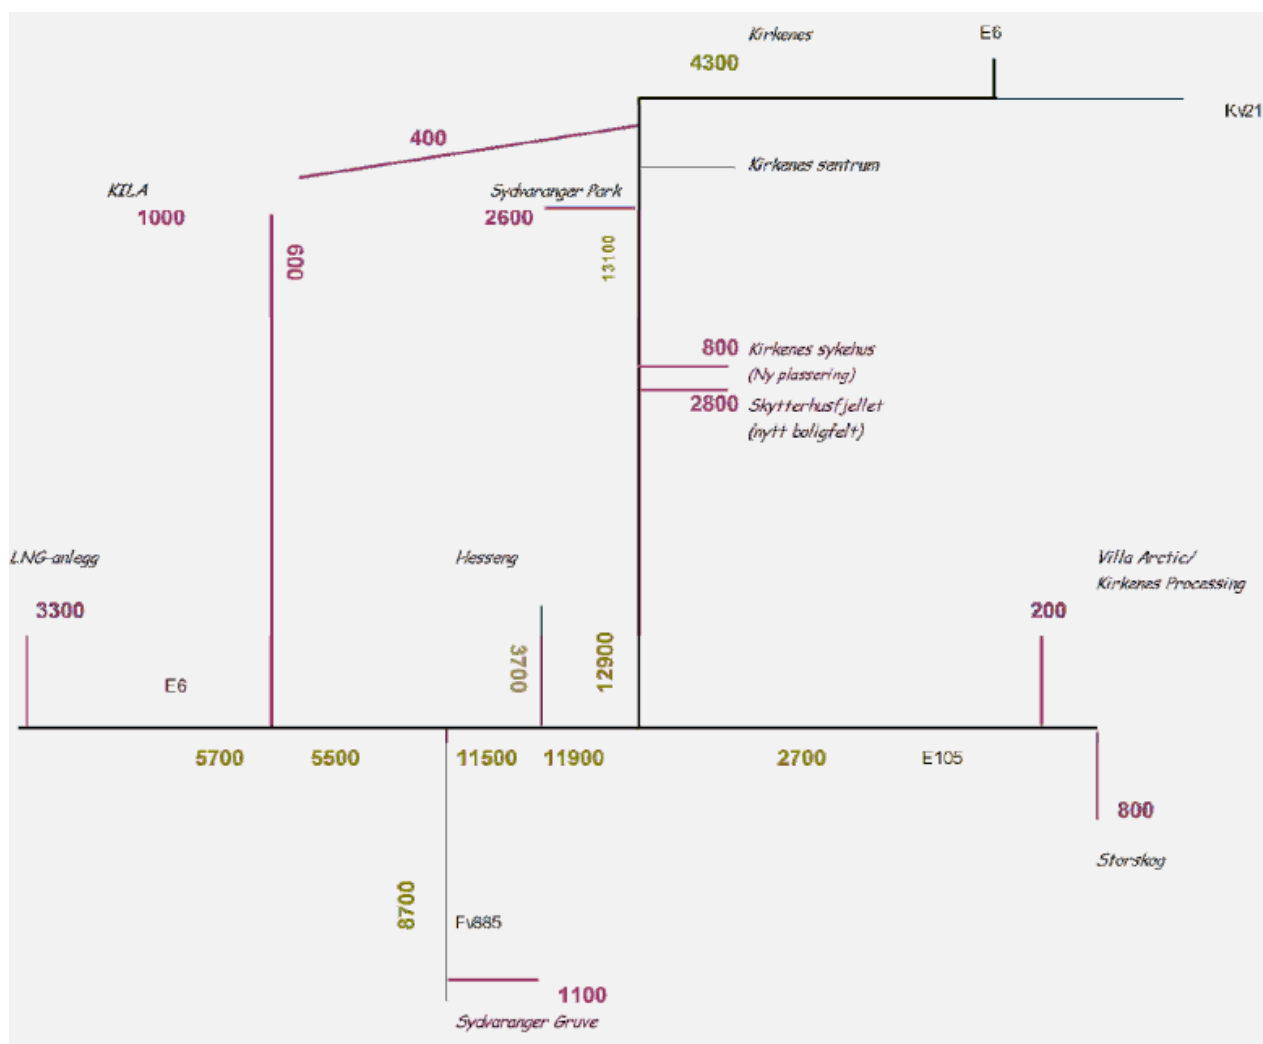 Kirkenes
E6
4300
Kv21
400
Kirkenes sentrum
KILA
Sydvaranger Park
1000
2600
600
13100
800
Kirkenes sykehus
(Ny plassering)
2800
Skytterhusfjellet
(nytt boligfelt)
LNG-anlegg
Hesseng
Villa Arctic/
Kirkenes Processing
3300
200
3700
12900
E6
5700
5500
11500
11900
2700
E105
800
Storskog
8700
Fv885
1100
Sydvaranger Gruve